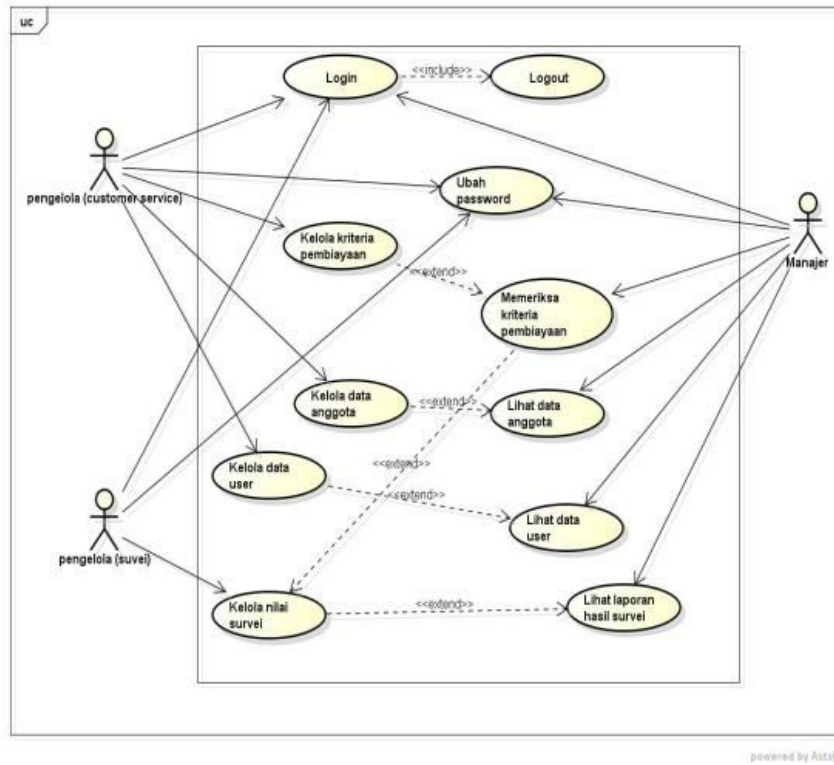 uc
Login
<<include>>
Logout
pengelola (customer service)
Ubah
password
Kelola kriteria
pembiayaan
<<extend>>
Manajer
Memeriksa
kriteria
pembiayaan
Kelola data
anggota
<<extend>>
Lihat data
anggota
<<extend>>
Kelola data
user
<<extend>>
Lihat data
user
pengelola (suvei)
Kelola nilai
survei
<<extend>>
Lihat laporan
hasil survei
powered by Asta